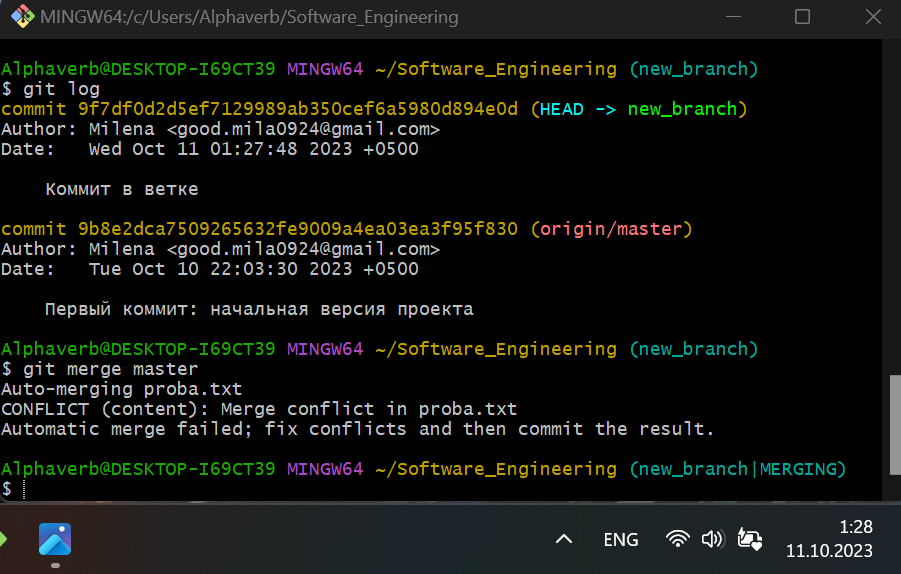 MINGW64:/c/Users/Alphaverb/Software_Engineering
Alphaverb@DESKTOP-I69CT39 MINGW64 ~/Software_Engineering (new_branch)
$ git log
commit 9f7df0d2d5ef7129989ab350cef6a5980d894e0d (HEAD -> new_branch)
Author: Milena <good.mila0924@gmail.com>
Date:   Wed Oct 11 01:27:48 2023 +0500
    Коммит в ветке
commit 9b8e2dca7509265632fe9009a4ea03ea3f95f830 (origin/master)
Author: Milena <good.mila0924@gmail.com>
Date:   Tue Oct 10 22:03:30 2023 +0500
    Первый коммит: начальная версия проекта
Alphaverb@DESKTOP-I69CT39 MINGW64 ~/Software_Engineering (new_branch)
$ git merge master
Auto-merging proba.txt
CONFLICT (content): Merge conflict in proba.txt
Automatic merge failed; fix conflicts and then commit the result.
Alphaverb@DESKTOP-I69CT39 MINGW64 ~/Software_Engineering (new_branch|MERGING)
$
ENG
1:28
11.10.2023